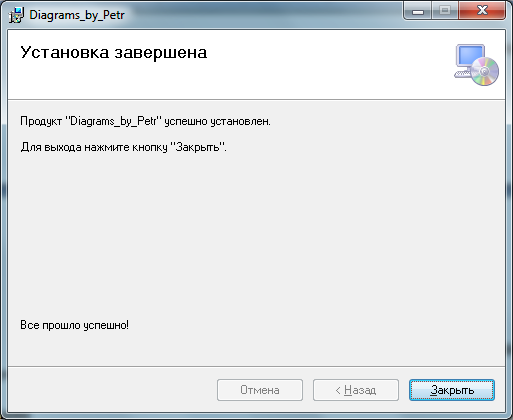 Diagrams_by_Petr
Установка завершена
Продукт "Diagrams_by_Petr" успешно установлен.
Для выхода нажмите кнопку "Закрыть".
Все прошло успешно!
Отмена
< Назад
Закрыть